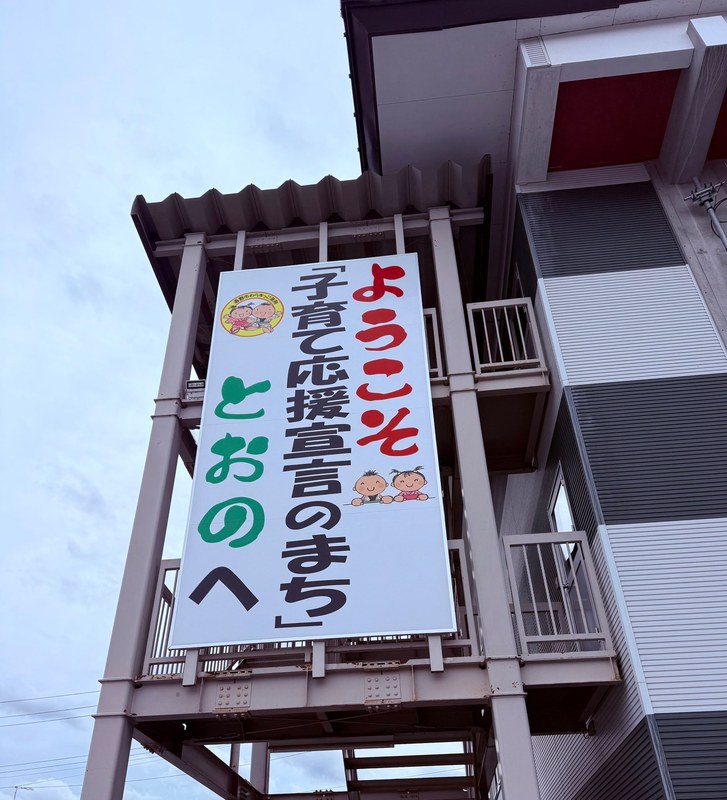 ようこそ
「子育て応援宣言のまち」
とおのへ